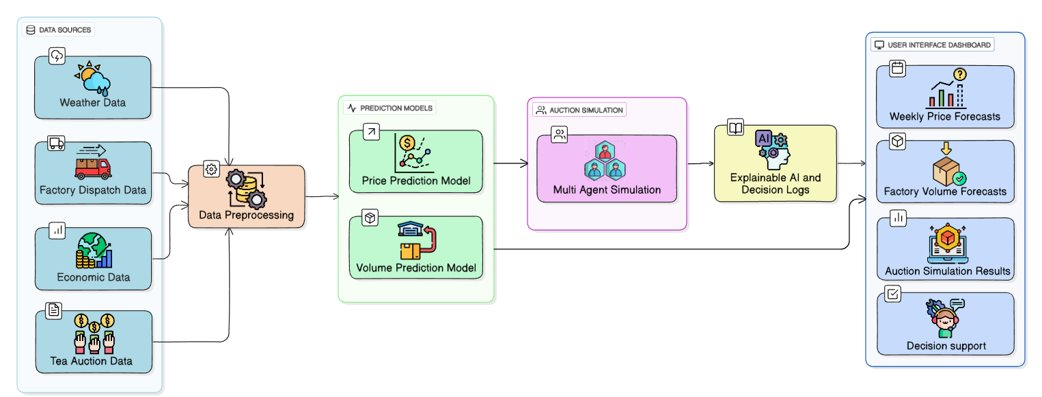 DATA SOURCES
Weather Data
Factory Dispatch Data
Economic Data
Tea Auction Data
Data Preprocessing
PREDICTION MODELS
Price Prediction Model
Volume Prediction Model
AUCTION SIMULATION
Multi Agent Simulation
AI
Explainable AI and
Decision Logs
USER INTERFACE DASHBOARD
Weekly Price Forecasts
Factory Volume Forecasts
Auction Simulation Results
Decision support